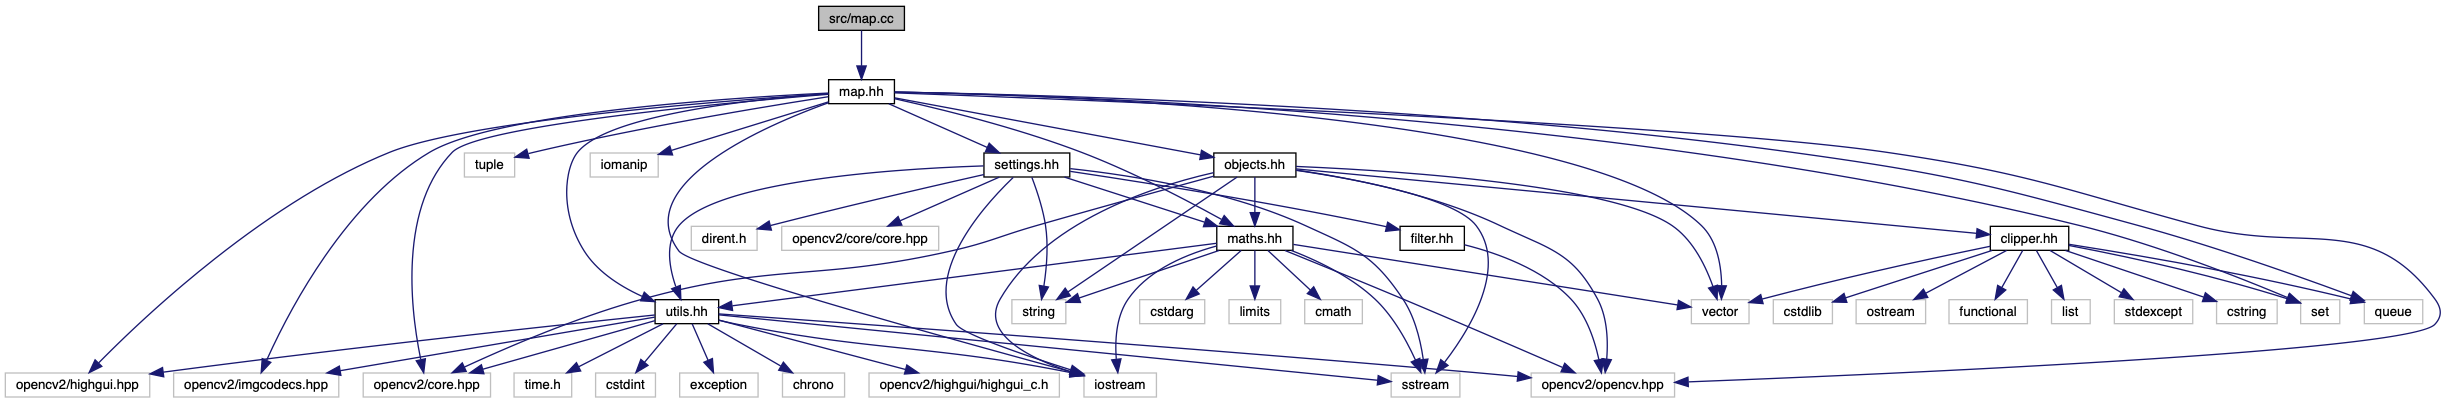 src/map.cc
map.hh
tuple
iomanip
settings.hh
objects.hh
dirent.h
opencv2/core/core.hpp
maths.hh
filter.hh
clipper.hh
utils.hh
string
cstdarg
limits
cmath
vector
cstdlib
ostream
functional
list
stdexcept
cstring
set
queue
opencv2/highgui.hpp
opencv2/imgcodecs.hpp
opencv2/core.hpp
time.h
cstdint
exception
chrono
opencv2/highgui/highgui_c.h
iostream
sstream
opencv2/opencv.hpp